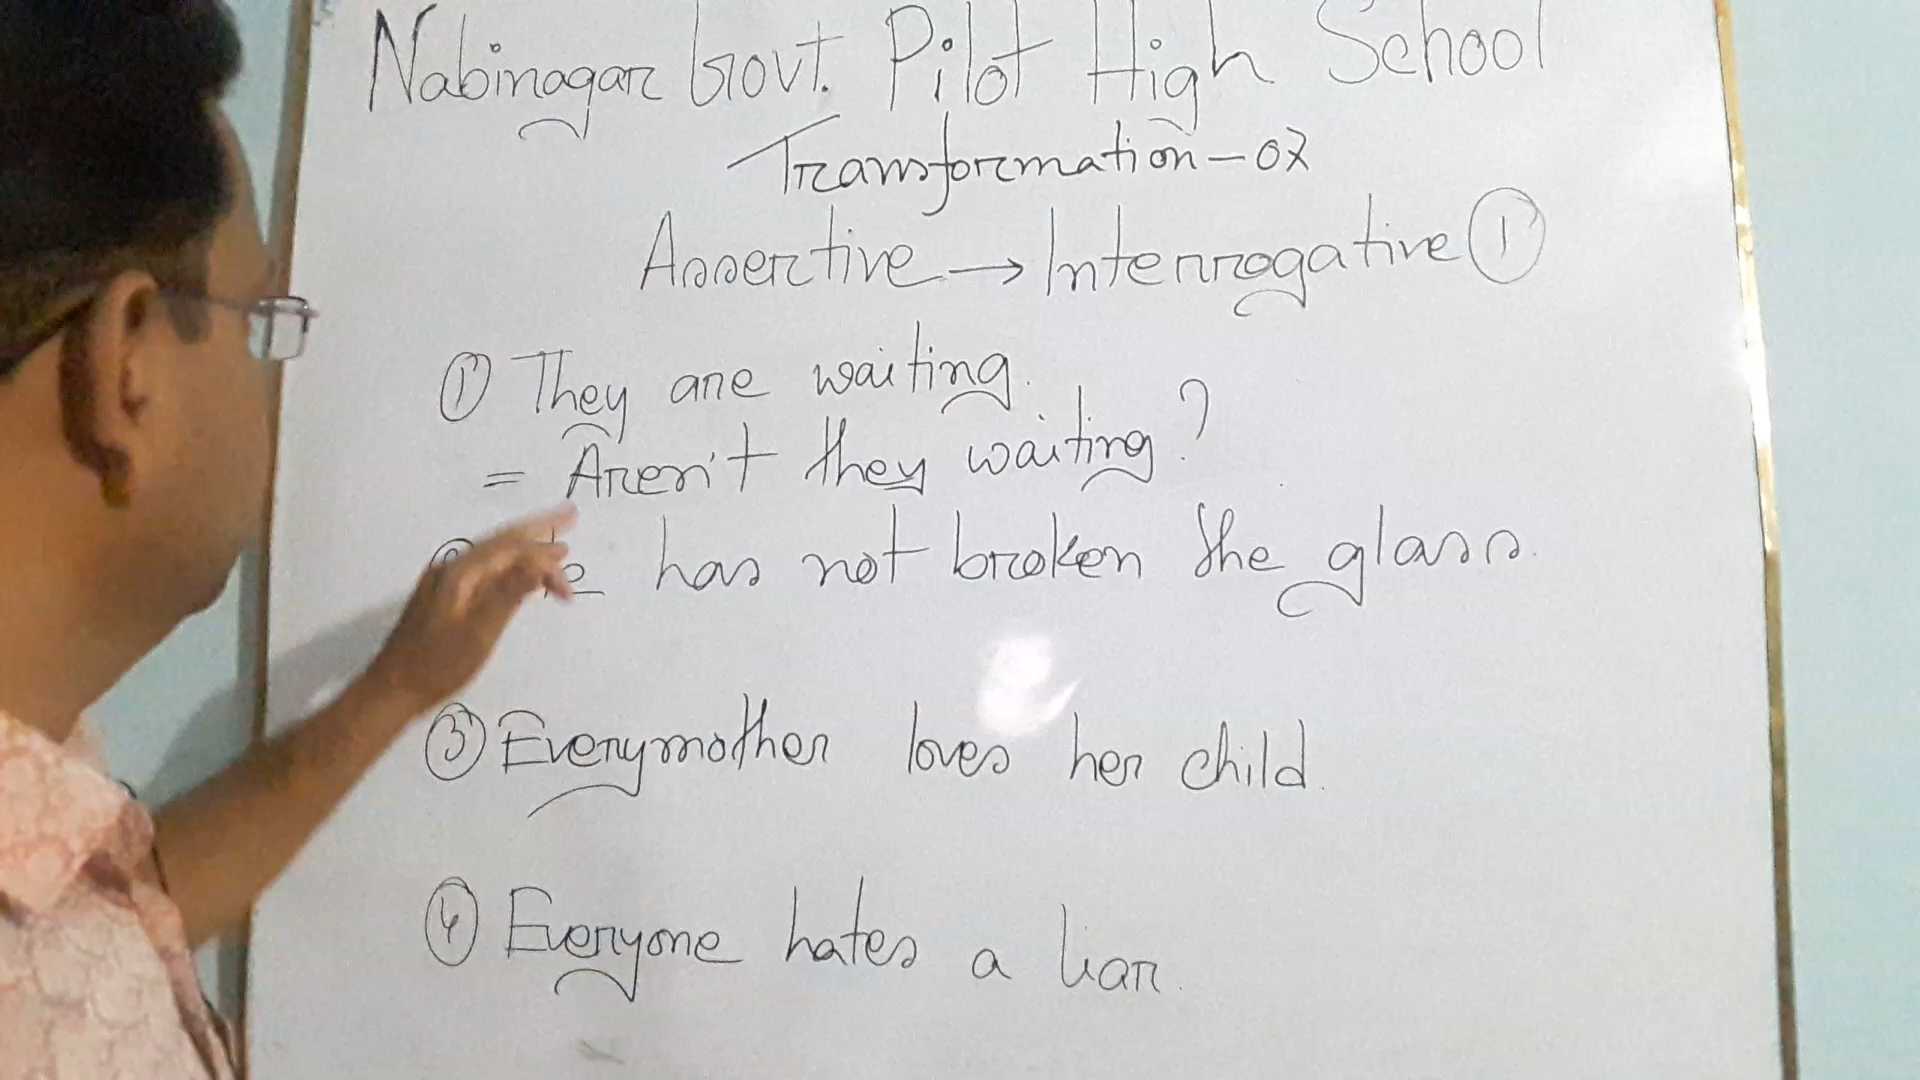 Nabinagar Govt. Pilot High School
Transformation-02
Assertive → Interrogative ①
① They are waiting.
= Aren't they waiting?
has not broken the glass.
③ Everymother loves her child.
④ Everyone hates a liar.